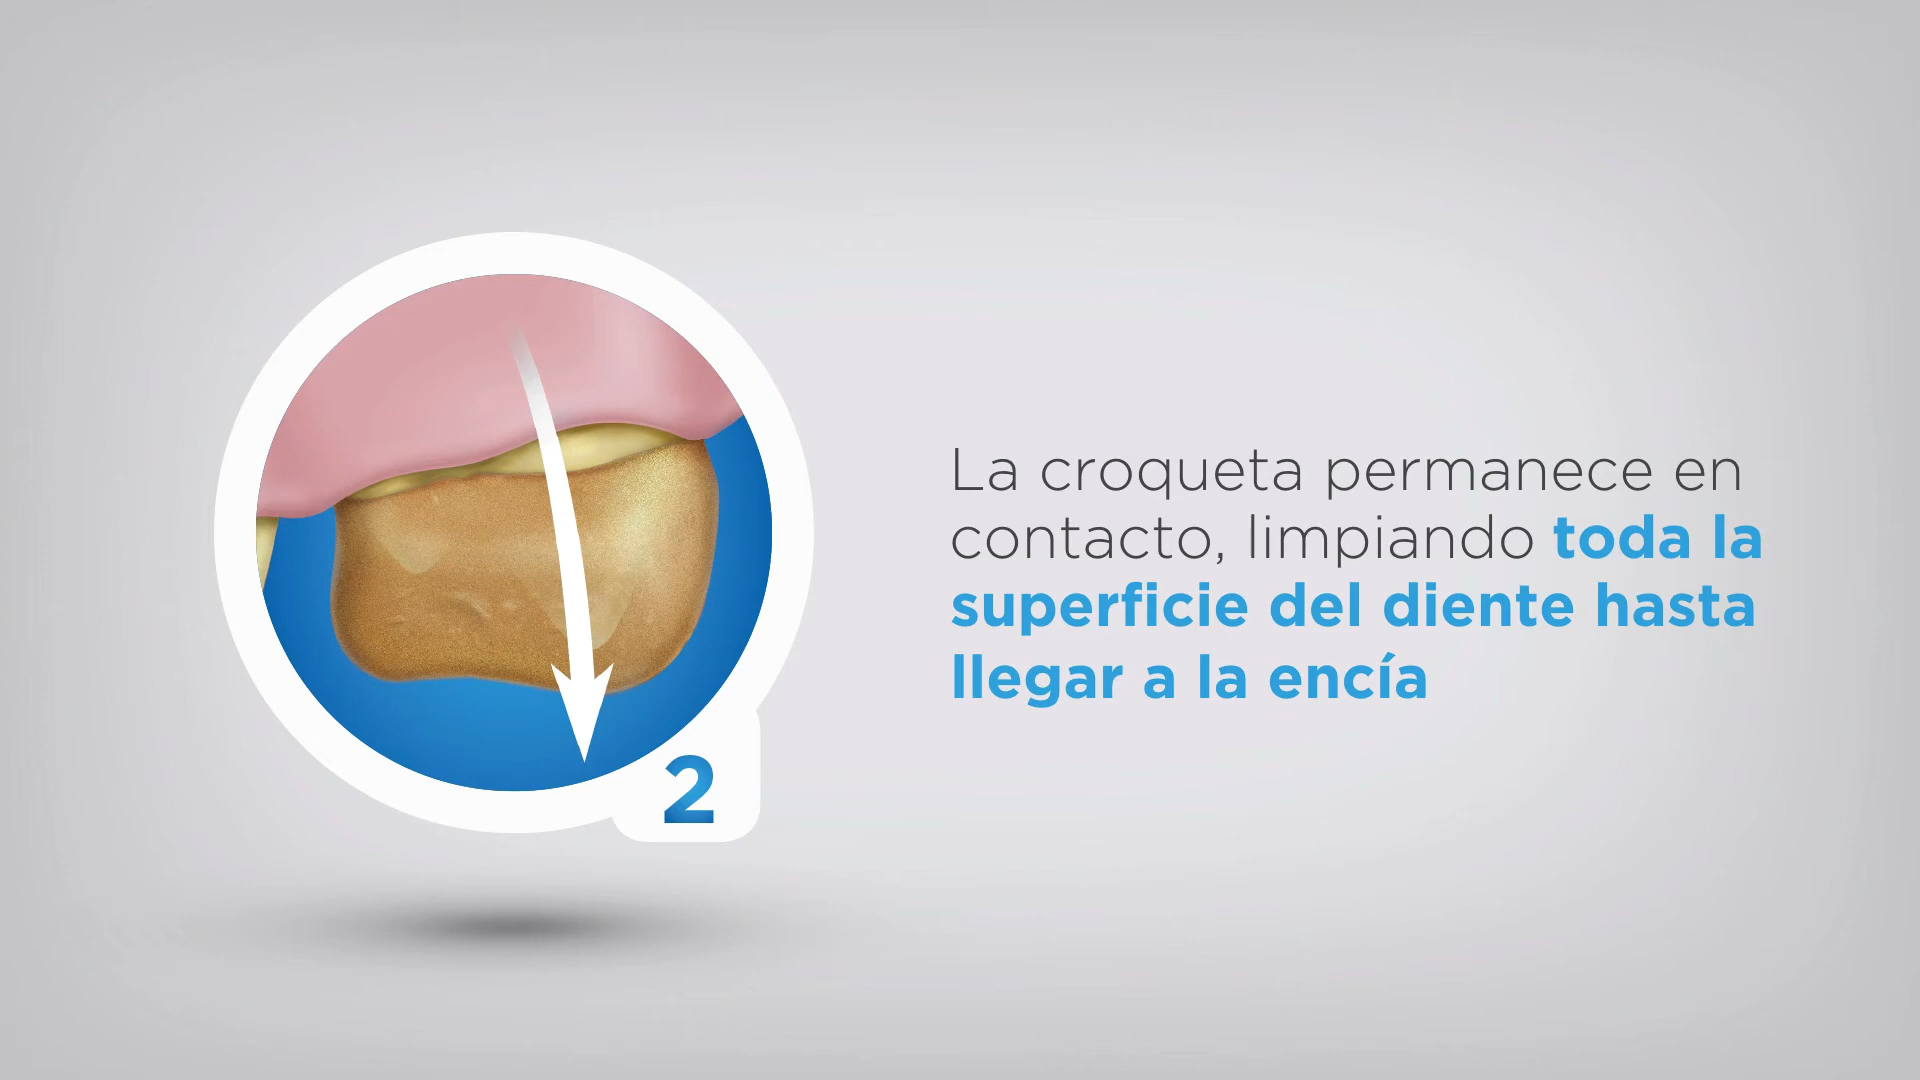 La croqueta permanece en
contacto, limpiando toda la
superficie del diente hasta
llegar a la encía
2